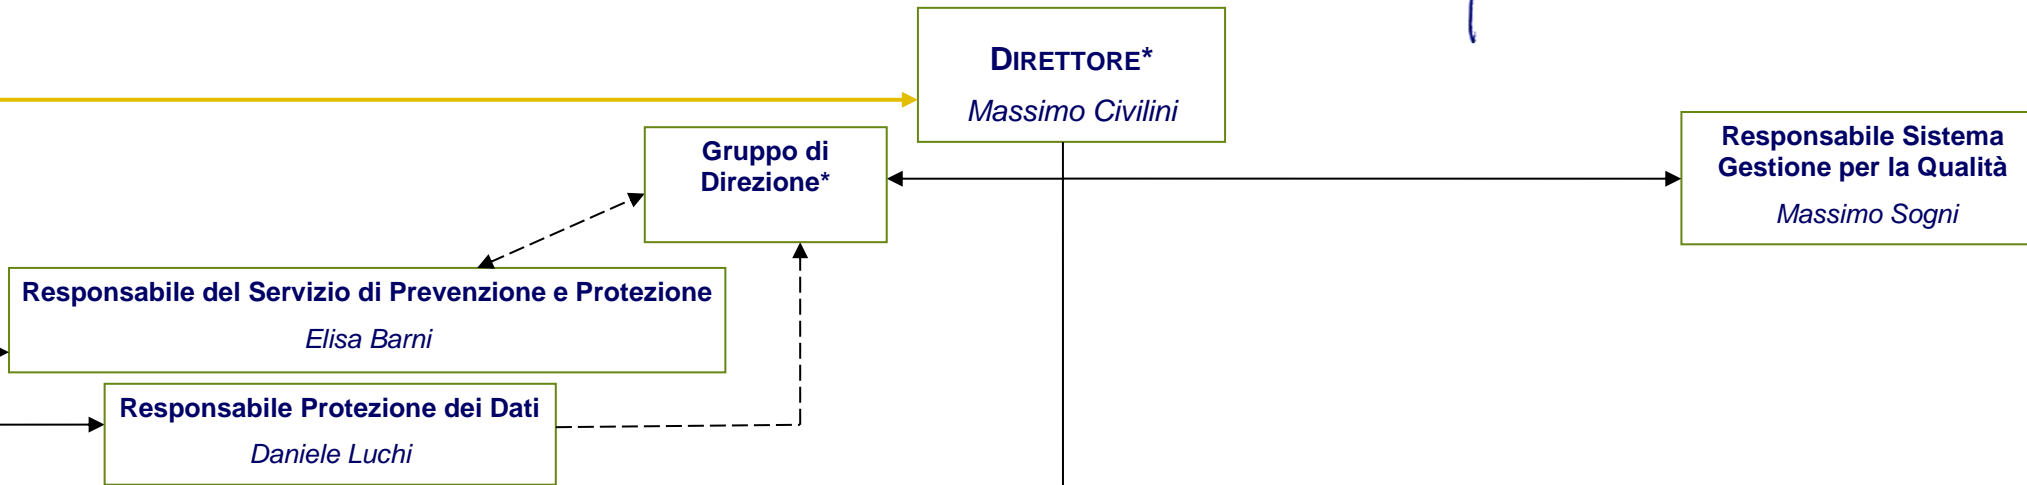 DIRETTORE*
Massimo Civilini
Gruppo di
Direzione*
Responsabile Sistema
Gestione per la Qualità
Massimo Sogni
Responsabile del Servizio di Prevenzione e Protezione
Elisa Barni
Responsabile Protezione dei Dati
Daniele Luchi